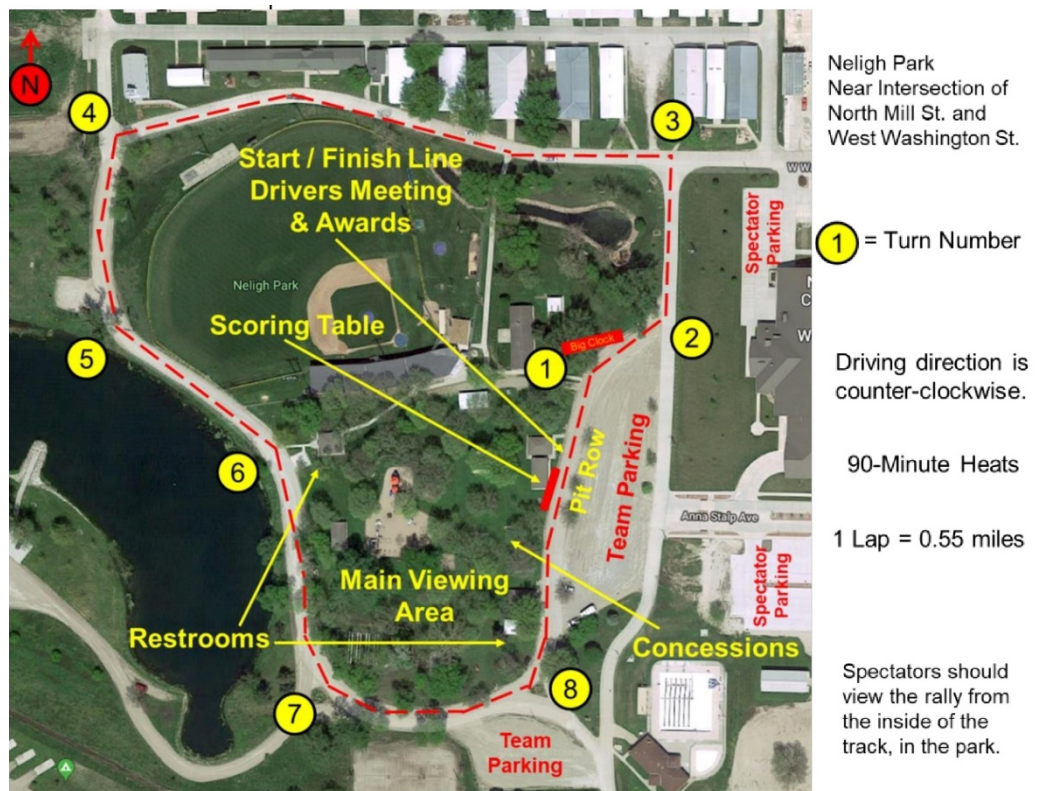 N
4
3
Start / Finish Line
Drivers Meeting
& Awards
Neligh Park
Scoring Table
Big Clock
1
2
5
6
7
8
Pit Row
Team Parking
Spectator
Parking
Anna Stalp Ave
Spectator
Parking
Main Viewing
Area
Restrooms
Concessions
Team
Parking
Neligh Park
Near Intersection of
North Mill St. and
West Washington St.
1 = Turn Number
Driving direction is
counter-clockwise.
90-Minute Heats
1 Lap = 0.55 miles
Spectators should
view the rally from
the inside of the
track, in the park.